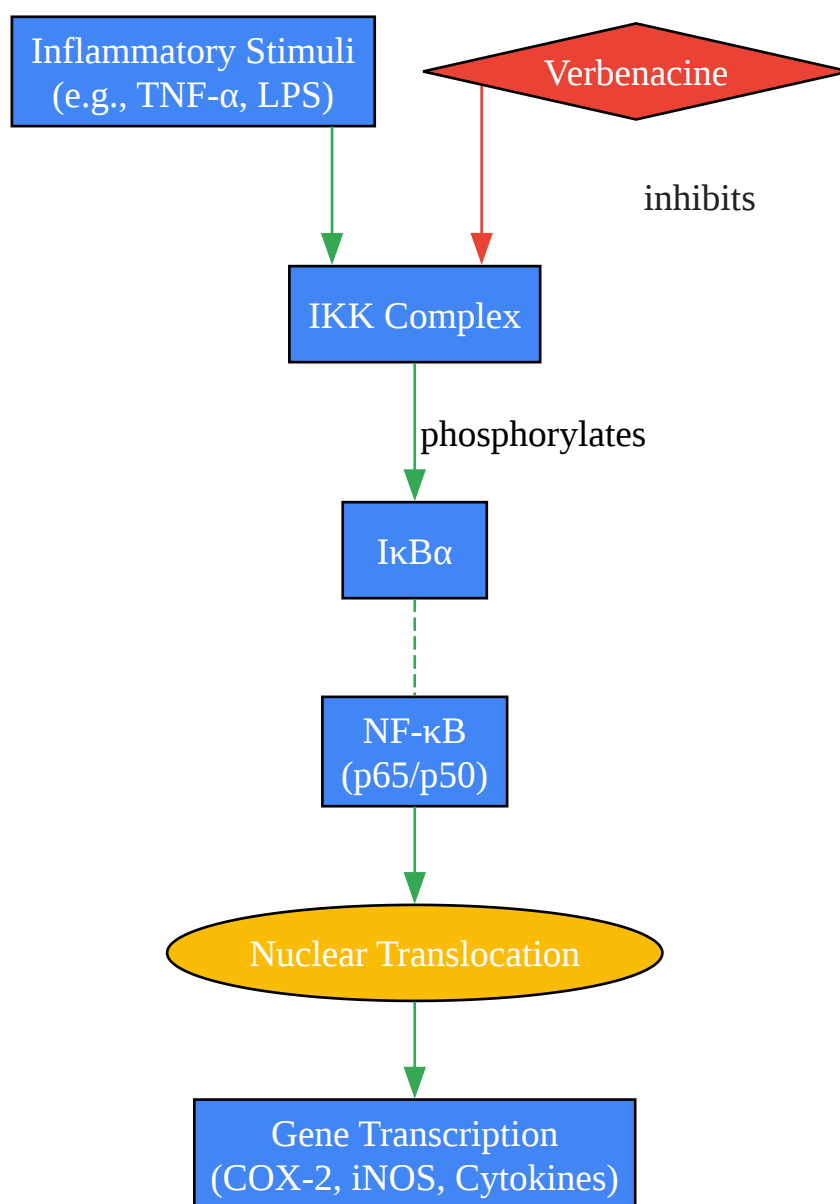 Inflammatory Stimuli
(e.g., TNF-α, LPS)
Verbenacine
inhibits
IKK Complex
phosphorylates
IκBα
NF-κB
(p65/p50)
Nuclear Translocation
Gene Transcription
(COX-2, iNOS, Cytokines)